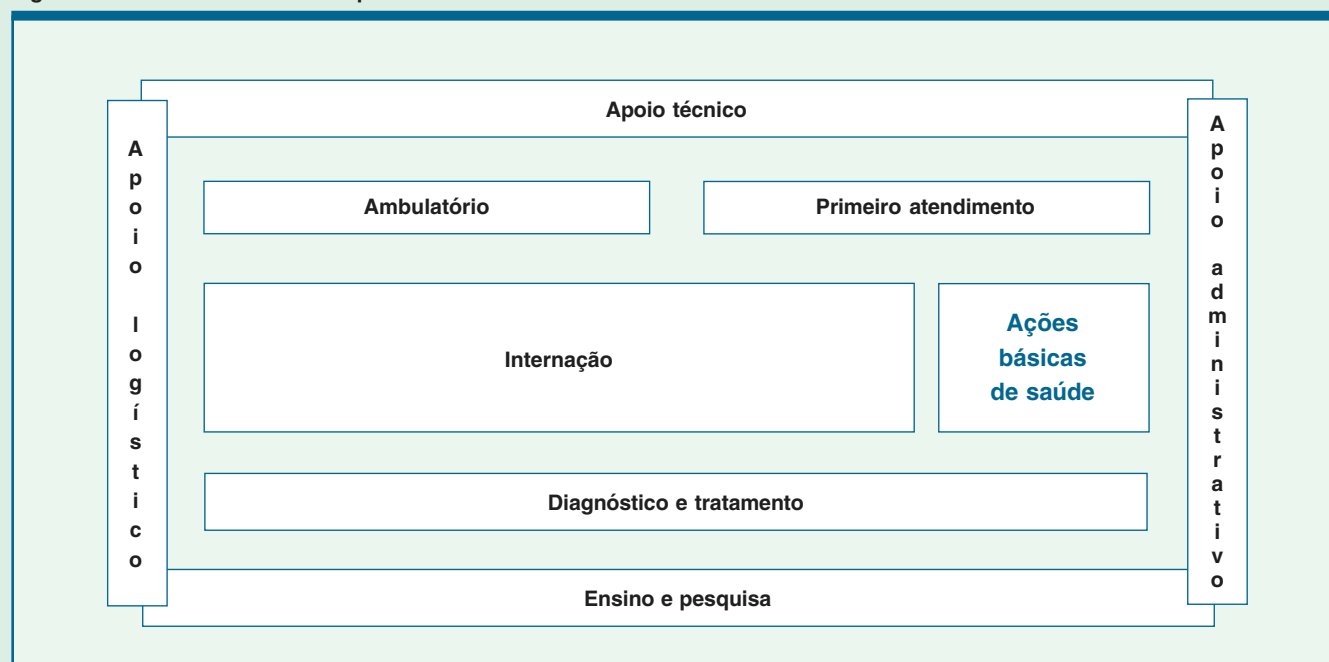 Apoio técnico
Apoio logístico
Apoio administrativo
Ambulatório
Primeiro atendimento
Internação
Ações
básicas
de saúde
Diagnóstico e tratamento
Ensino e pesquisa